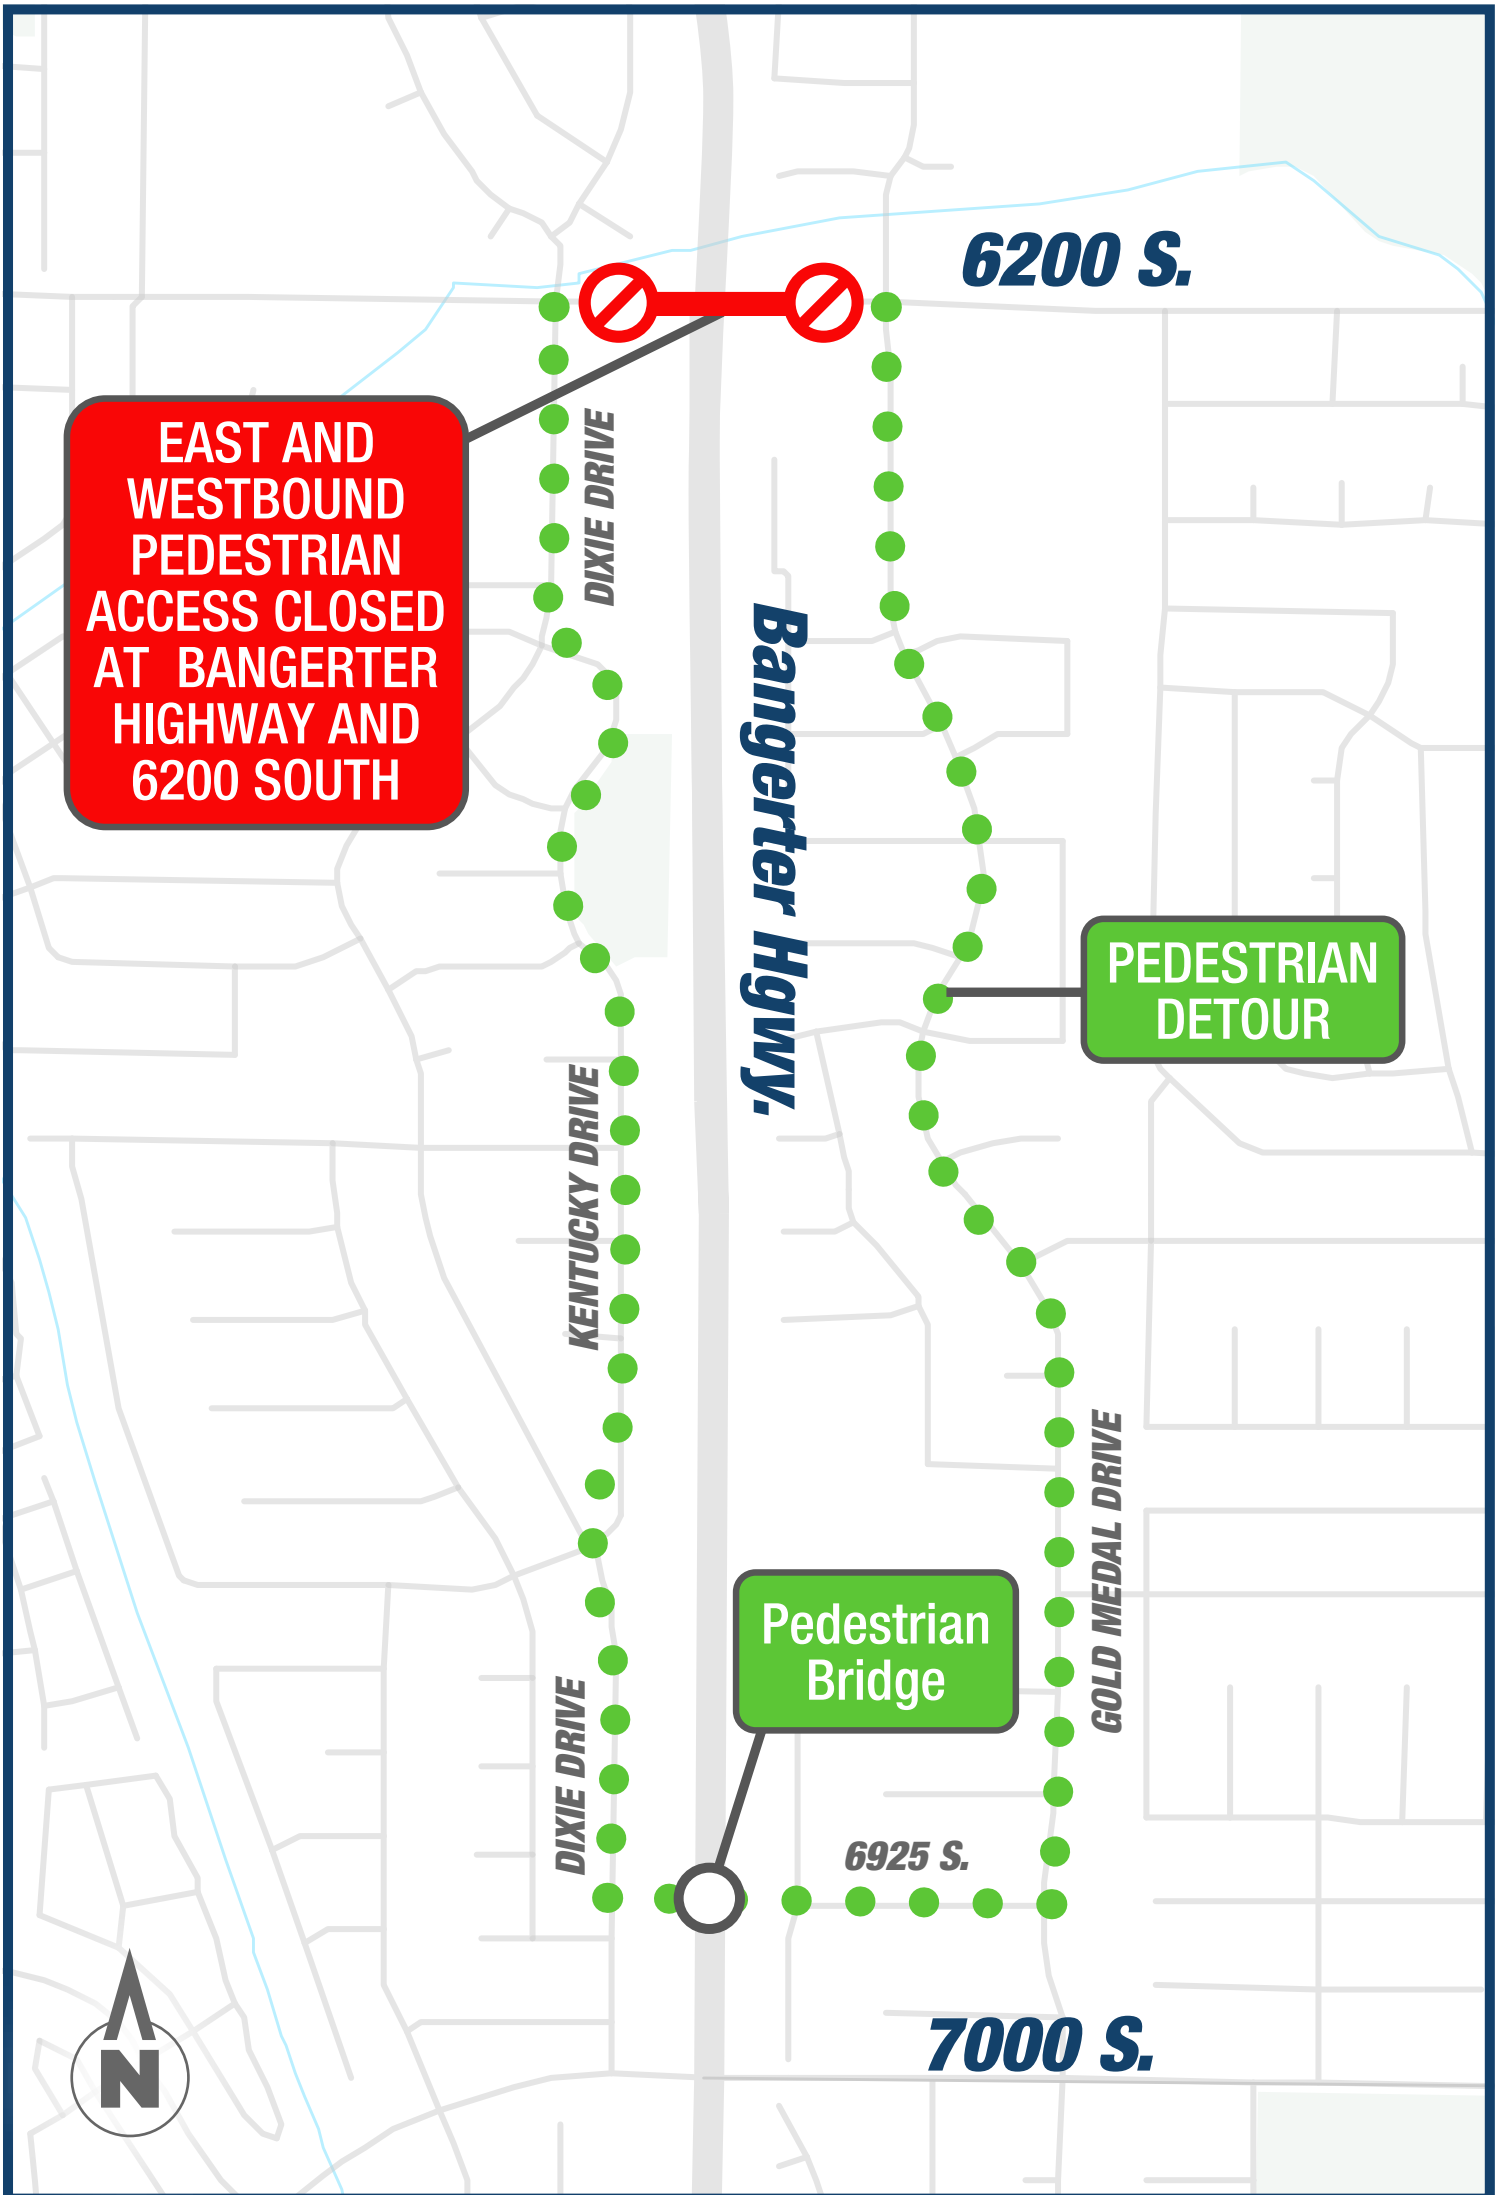 6200 S.
EAST AND
WESTBOUND
PEDESTRIAN
ACCESS CLOSED
AT BANGERTER
HIGHWAY AND
6200 SOUTH
DIXIE DRIVE
Bangerter Hgwy.
PEDESTRIAN
DETOUR
KENTUCKY DRIVE
GOLD MEDAL DRIVE
Pedestrian
Bridge
DIXIE DRIVE
6925 S.
7000 S.
N